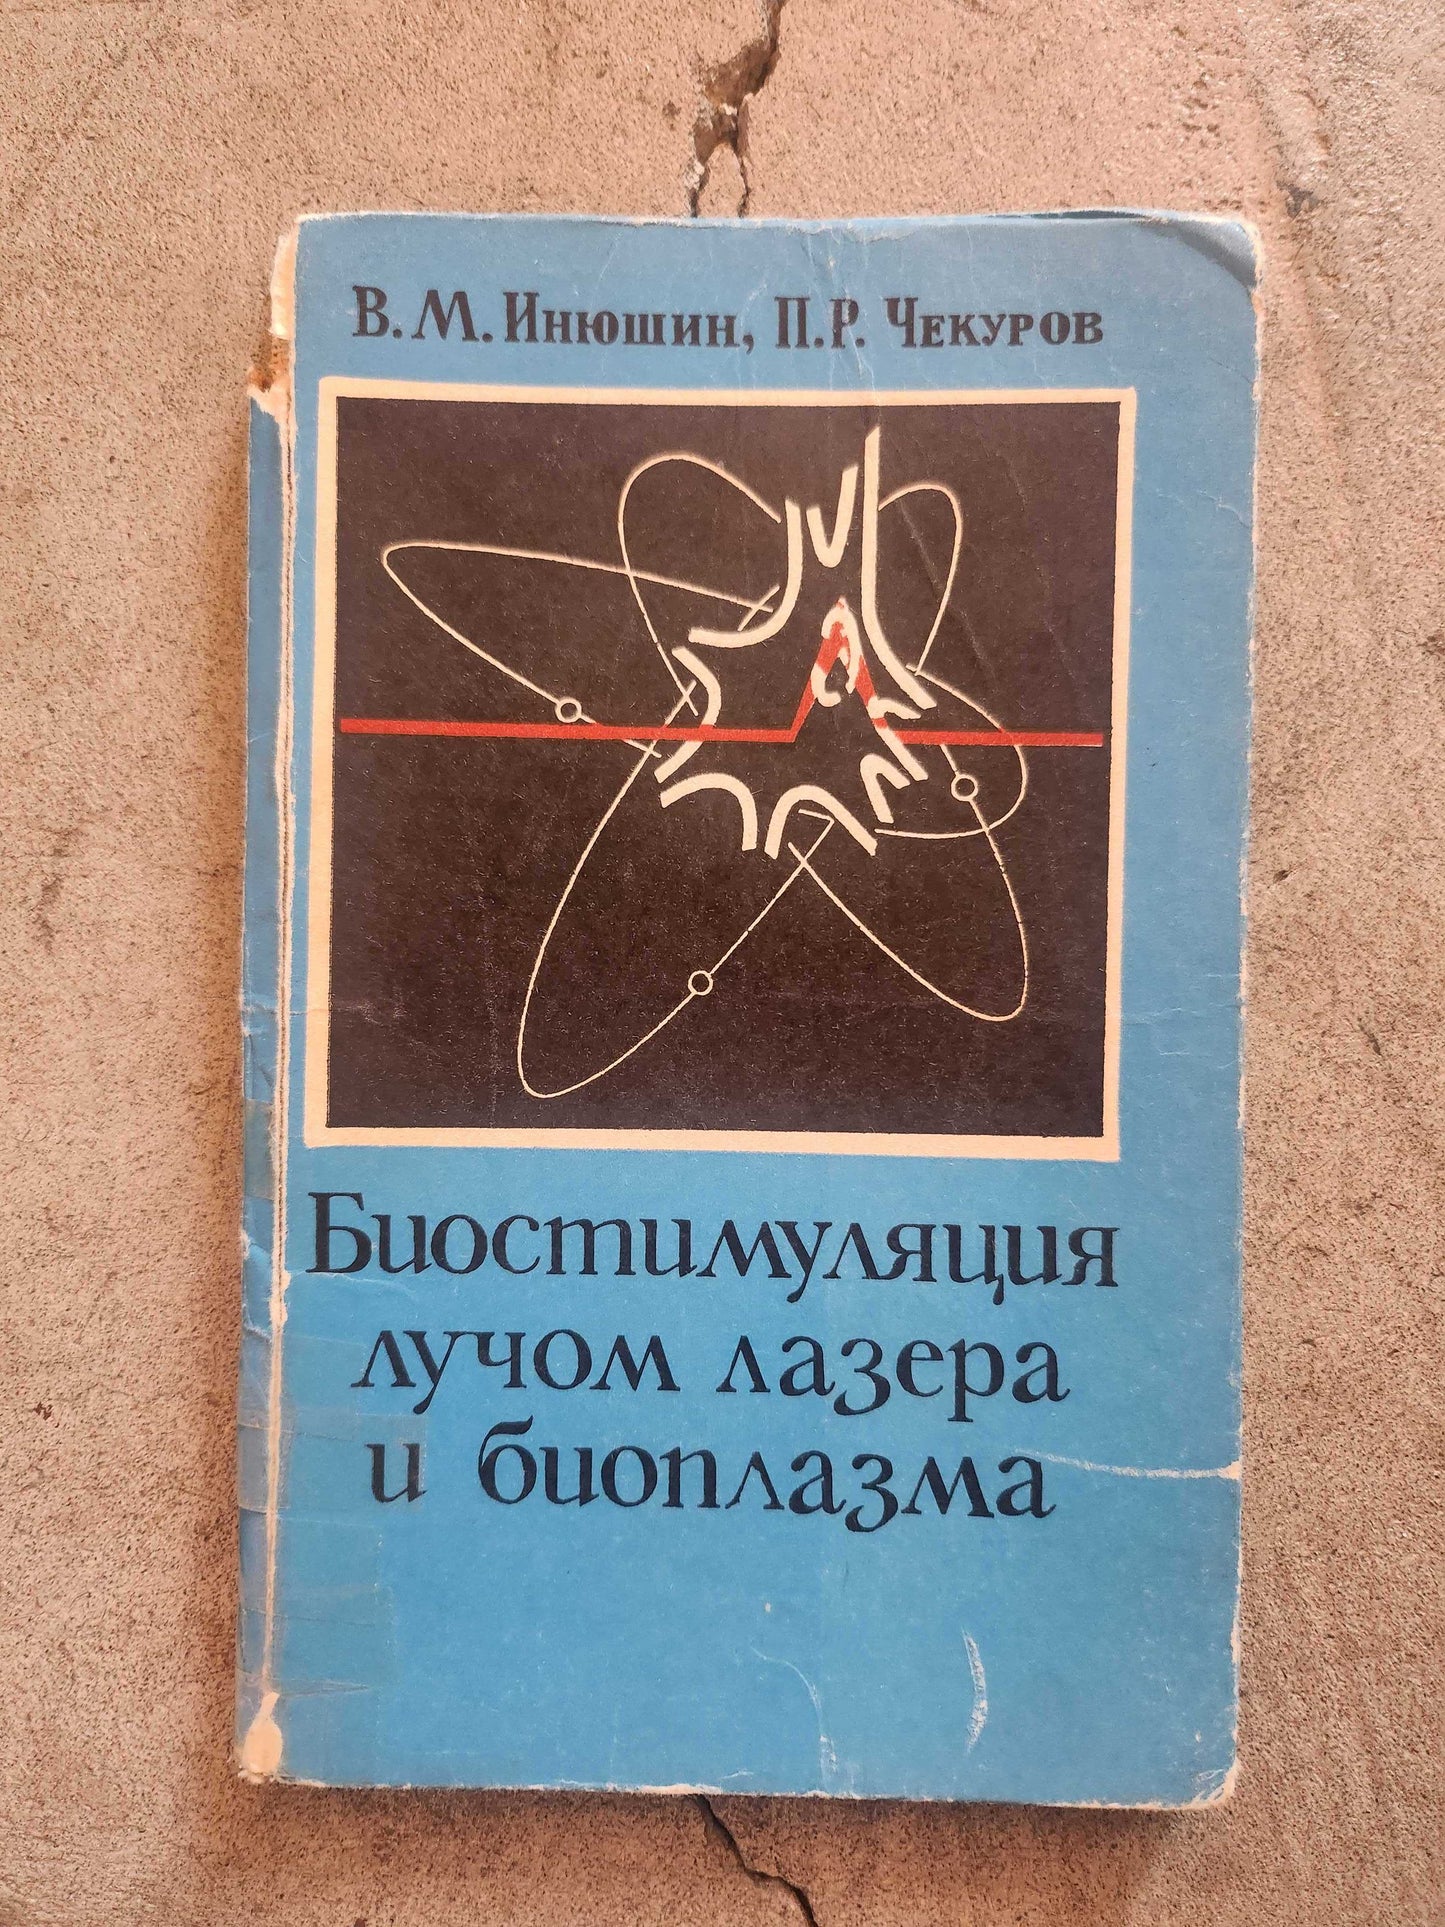 В. М. Инюшин, П. Р. Чекуров
Биостимуляция
лучом лазера
и биоплазма